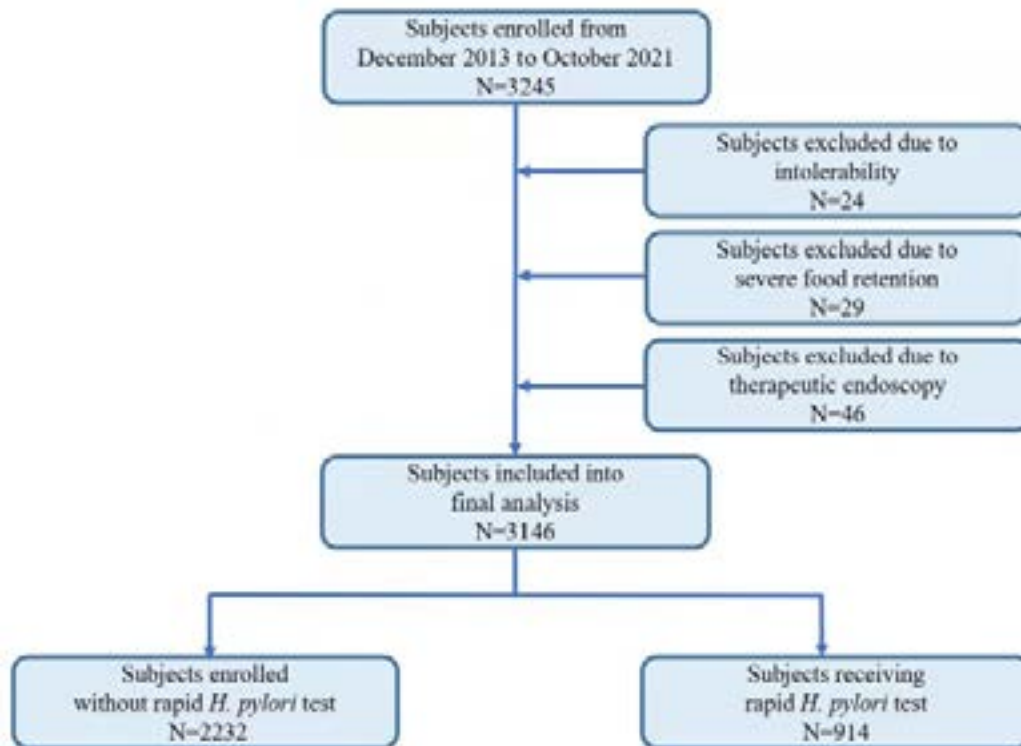 Subjects enrolled from
December 2013 to October 2021
N=3245
Subjects excluded due to
intolerability
N=24
Subjects excluded due to
severe food retention
N=29
Subjects excluded due to
therapeutic endoscopy
N=46
Subjects included into
final analysis
N=3146
Subjects enrolled
without rapid H. pylori test
N=2232
Subjects receiving
rapid H. pylori test
N=914